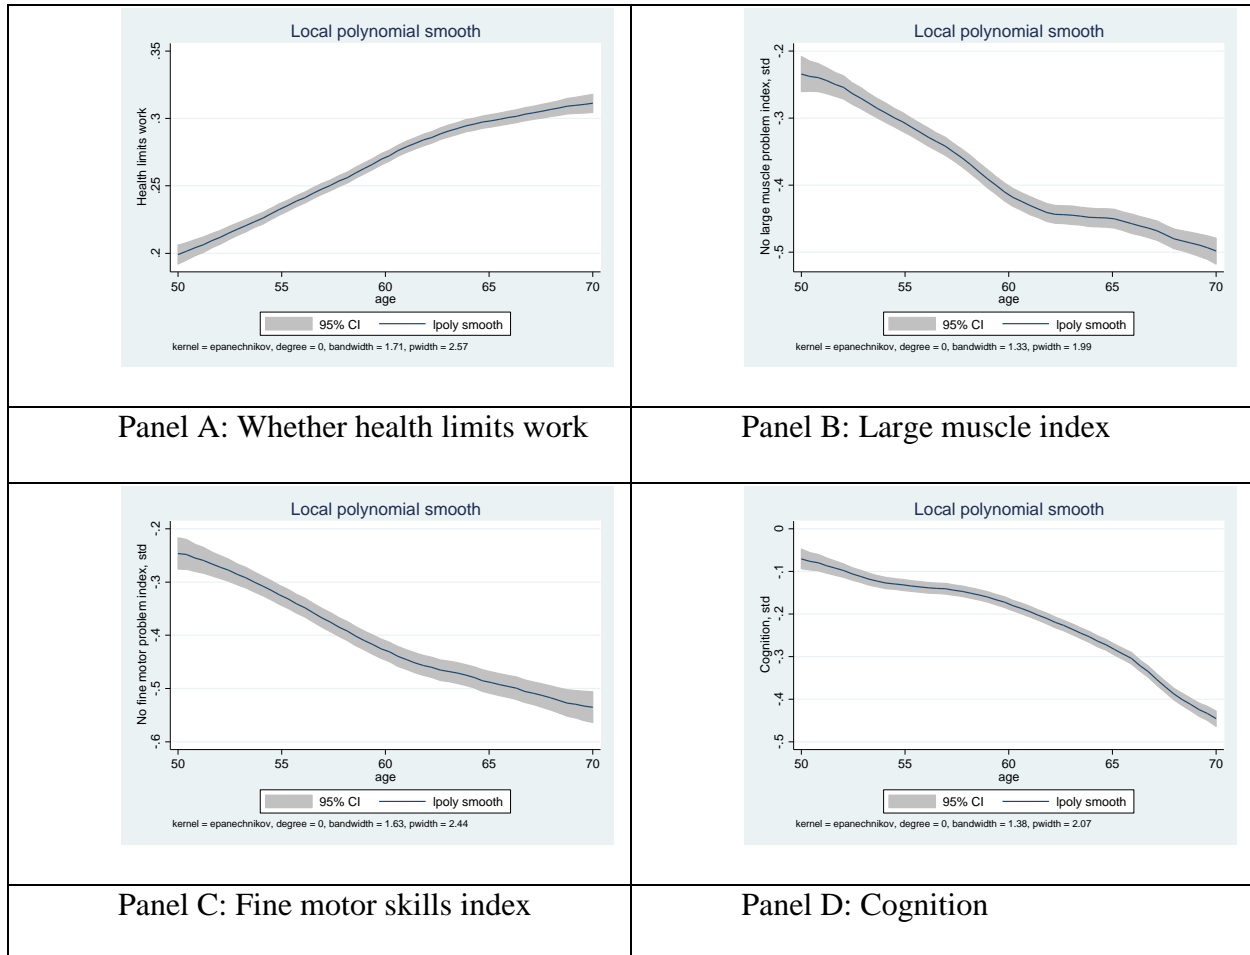 Local polynomial smooth
Health limits work
.35
.3
.25
.2
50 55 60 65 70
age
95% CI lpoly smooth
kernel = epanechnikov, degree = 0, bandwidth = 1.71, pwidth = 2.57
Local polynomial smooth
No large muscle problem index, std
-.2
-.3
-.4
-.5
50 55 60 65 70
age
95% CI lpoly smooth
kernel = epanechnikov, degree = 0, bandwidth = 1.33, pwidth = 1.99
Panel A: Whether health limits work
Panel B: Large muscle index
Local polynomial smooth
No fine motor problem index, std
-.2
-.3
-.4
-.5
-.6
50 55 60 65 70
age
95% CI lpoly smooth
kernel = epanechnikov, degree = 0, bandwidth = 1.63, pwidth = 2.44
Local polynomial smooth
Cognition, std
0
-.1
-.2
-.3
-.4
-.5
50 55 60 65 70
age
95% CI lpoly smooth
kernel = epanechnikov, degree = 0, bandwidth = 1.38, pwidth = 2.07
Panel C: Fine motor skills index
Panel D: Cognition